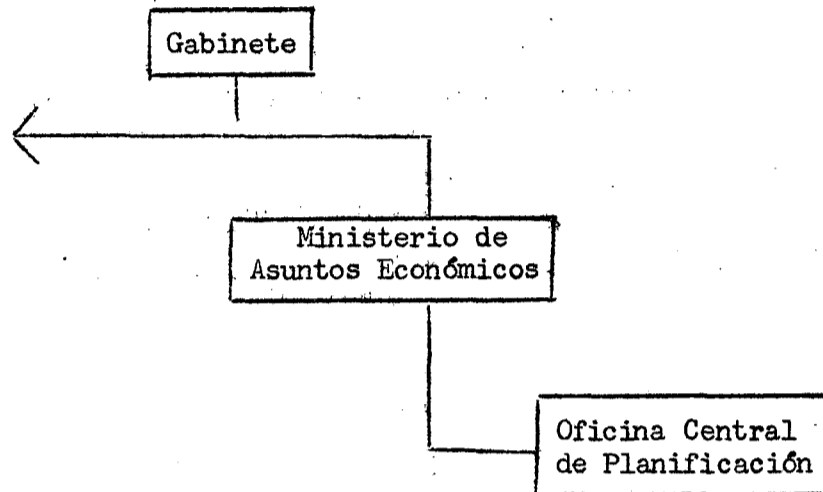 Gabinete
Ministerio de
Asuntos Económicos
Oficina Central
de Planificación